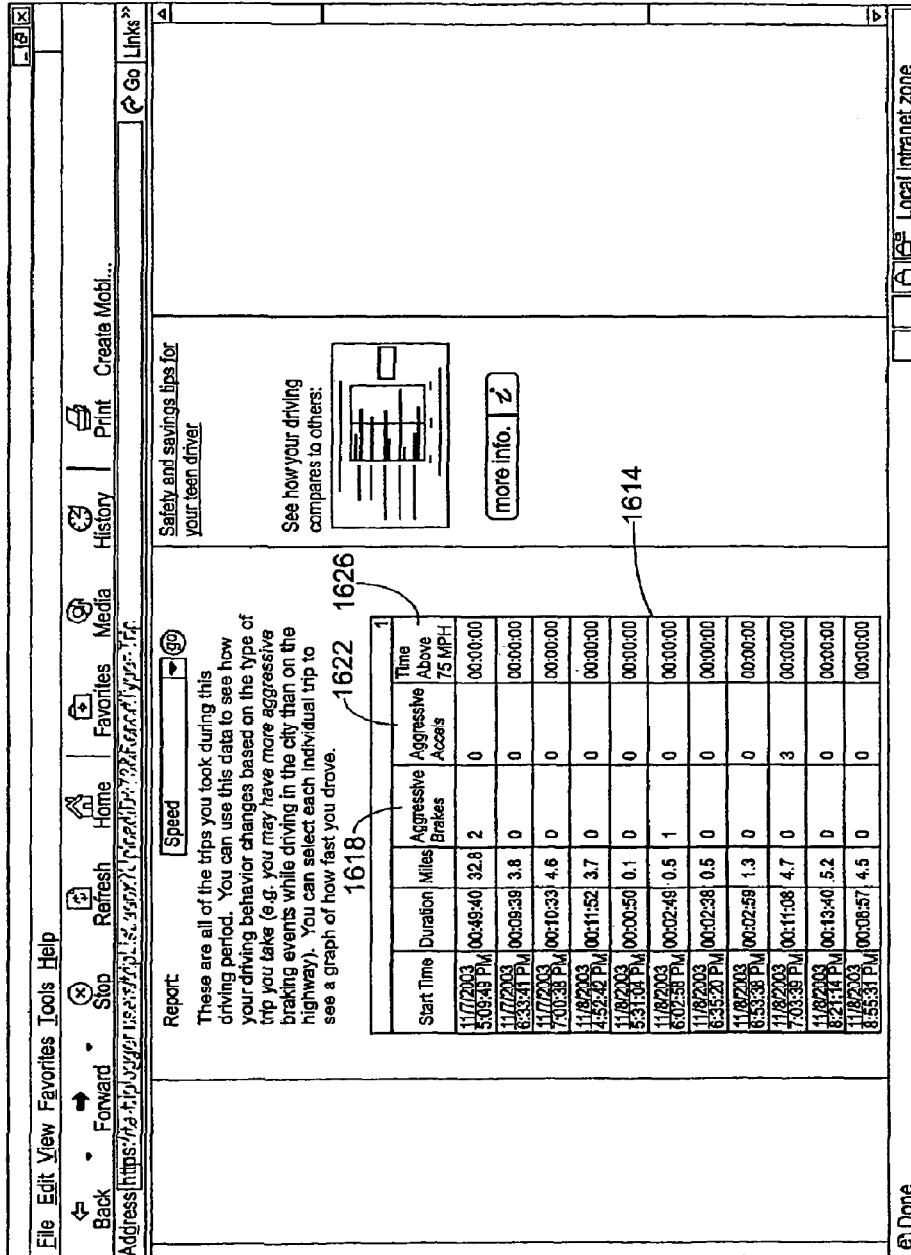 File Edit View Favorites Tools Help
Back Forward Stop Refresh Home Favorites Media History Print Create Mobl...
Address Go Links»
Report: Speed go
These are all of the trips you took during this
driving period. You can use this data to see how
your driving behavior changes based on the type of
trip you take (e.g. you may have more aggressive
braking events while driving in the city than on the
highway). You can select each individual trip to
see a graph of how fast you drove.
1618 1622 1626
1
Start Time Duration Miles Aggressive Brakes Aggressive Accels Time Above 75 MPH
11/7/2003 5:09:49 PM 00:49:40 32.8 2 0 00:00:00
11/7/2003 6:33:41 PM 00:09:39 3.8 0 0 00:00:00
11/7/2003 7:00:38 PM 00:10:33 4.6 0 0 00:00:00
11/8/2003 4:52:42 PM 00:11:52 3.7 0 0 00:00:00
11/8/2003 5:31:04 PM 00:00:50 0.1 0 0 00:00:00
11/8/2003 6:02:58 PM 00:02:49 0.5 1 0 00:00:00
11/8/2003 6:35:20 PM 00:02:38 0.5 0 0 00:00:00
11/8/2003 6:53:38 PM 00:02:59 1.3 0 0 00:00:00
11/8/2003 7:03:39 PM 00:11:08 4.7 0 3 00:00:00
11/8/2003 8:21:14 PM 00:13:40 5.2 0 0 00:00:00
11/8/2003 8:55:31 PM 00:08:57 4.5 0 0 00:00:00
1614
Safety and savings tips for
your teen driver
See how your driving
compares to others:
more info. i
Done Local intranet zone